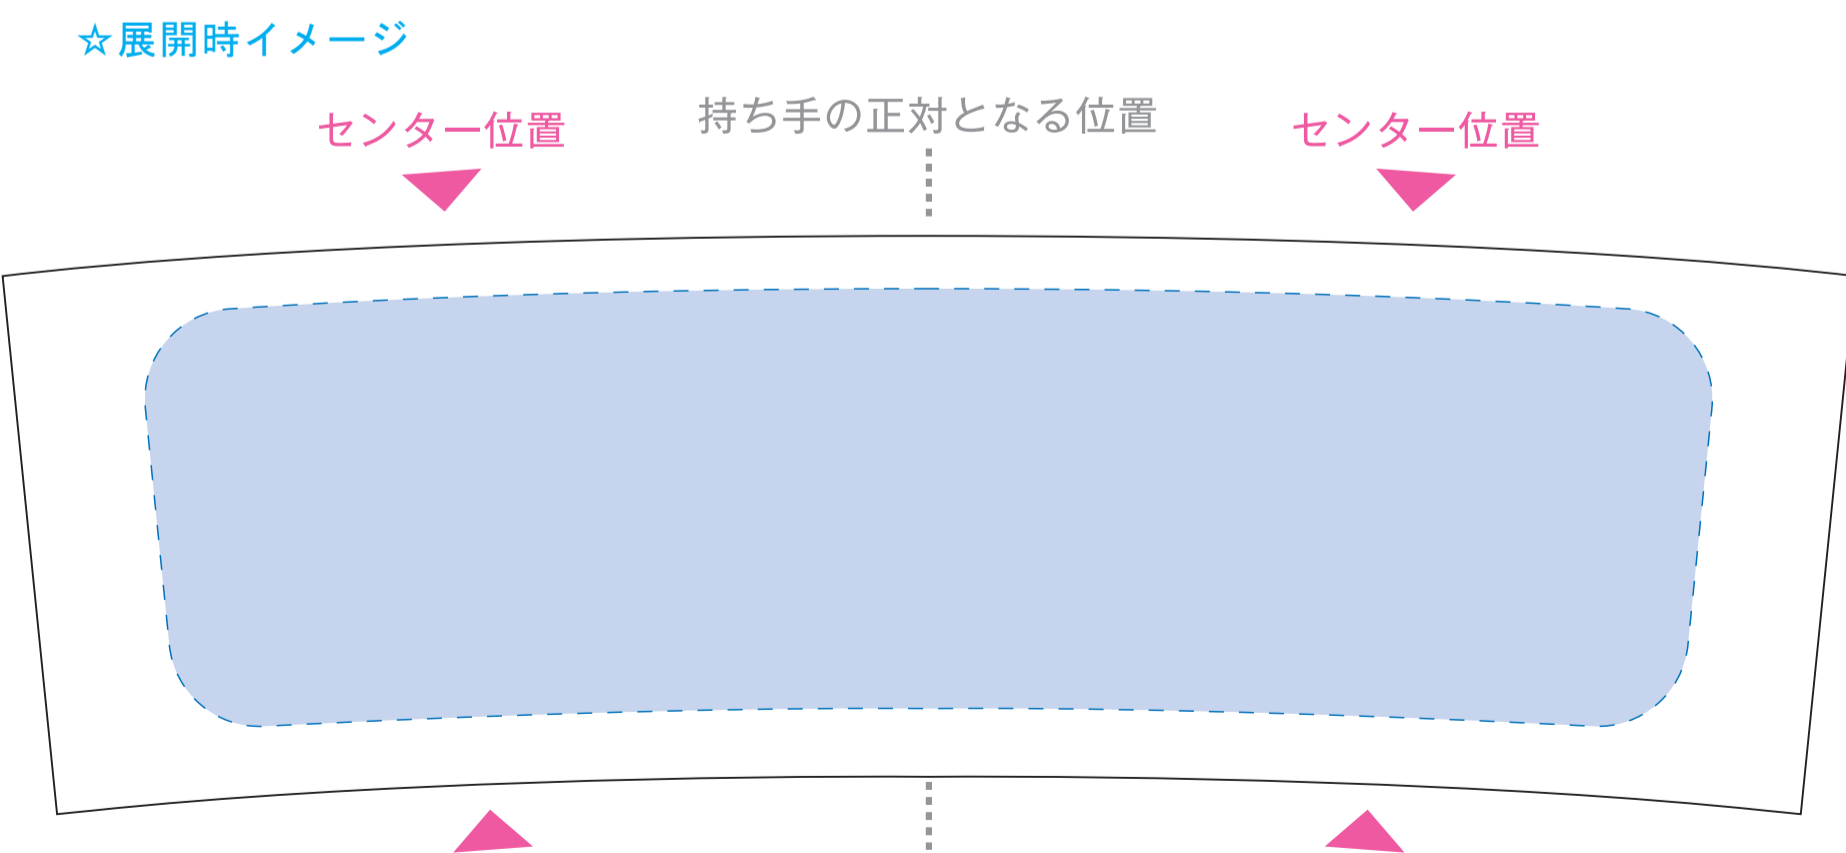 ☆展開時イメージ
センター位置
持ち手の正対となる位置
センター位置